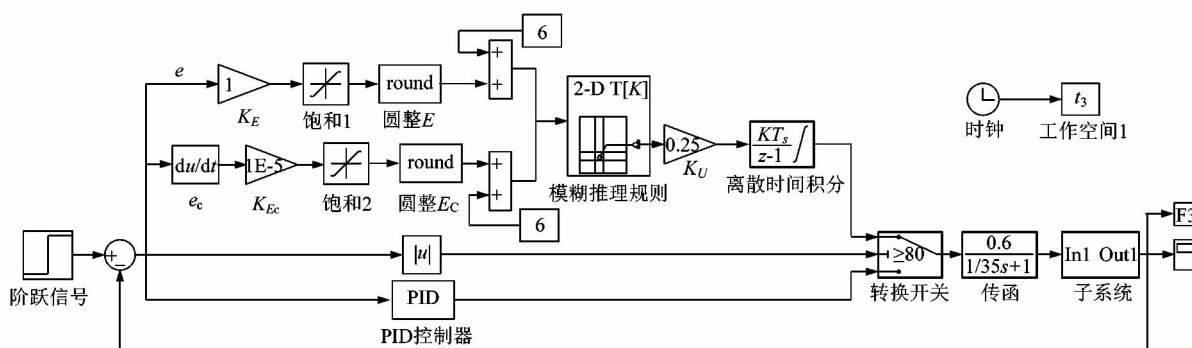 6
e
1
K_E
饱和1
round
圆整E
+
+
2-D T[K]
模糊推理规则
0.25
K_U
KT_s
z-1
离散时间积分
时钟
t_3
工作空间1
du/dt
e_c
1E-5
K_Ec
饱和2
round
圆整E_C
+
+
6
阶跃信号
+
−
|u|
PID
PID控制器
≥80
转换开关
0.6
1/35s+1
传函
In1 Out1
子系统
F3